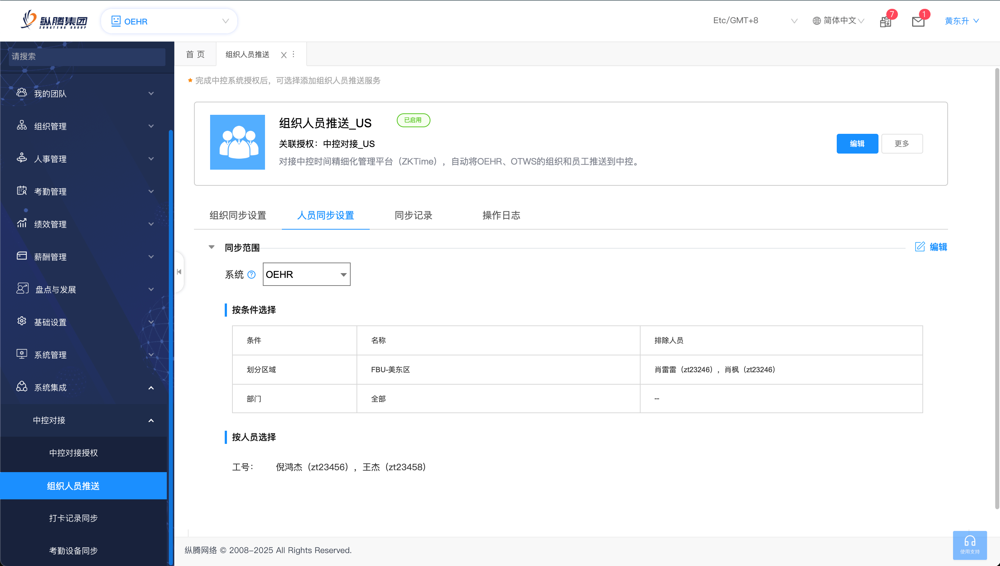 纵腾集团
ZONGTENG GROUP
OEHR
Etc/GMT+8
简体中文
7
1
黄东升
请搜索
首 页
组织人员推送
完成中控系统授权后，可选择添加组织人员推送服务
我的团队
组织管理
人事管理
考勤管理
绩效管理
薪酬管理
盘点与发展
基础设置
系统管理
系统集成
中控对接
中控对接授权
组织人员推送
打卡记录同步
考勤设备同步
组织人员推送_US
已启用
关联授权：中控对接_US
对接中控时间精细化管理平台（ZKTime），自动将OEHR、OTWS的组织和员工推送到中控。
编辑
更多
组织同步设置
人员同步设置
同步记录
操作日志
同步范围
编辑
系统
?
OEHR
按条件选择
条件 名称 排除人员
划分区域 FBU-美东区 肖雷雷（zt23246），肖枫（zt23246）
部门 全部 --
按人员选择
工号： 倪鸿杰（zt23456），王杰（zt23458）
纵腾网络 © 2008-2025 All Rights Reserved.
使用支持